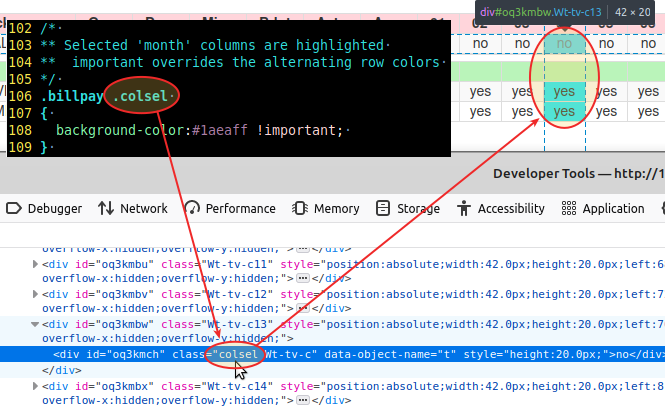 div#oq3kmbw.Wt-tv-c13 | 42 × 20
102 /*·
103 ** Selected 'month' columns are highlighted·
104 **  important overrides the alternating row colors·
105 */·
106 .billpay .colsel·
107 {·
108   background-color:#1aeaff !important;·
109 }·
no no no no no
yes yes yes yes yes
yes yes yes yes yes
Developer Tools — http://1
Debugger Network Performance Memory Storage Accessibility Application
overflow-x:hidden;overflow-y:hidden; ">⋯</div>
<div id="oq3kmbu" class="Wt-tv-c11" style="position:absolute;width:42.0px;height:20.0px;left:6
overflow-x:hidden;overflow-y:hidden; ">⋯</div>
<div id="oq3kmbv" class="Wt-tv-c12" style="position:absolute;width:42.0px;height:20.0px;left:7
overflow-x:hidden;overflow-y:hidden; ">⋯</div>
<div id="oq3kmbw" class="Wt-tv-c13" style="position:absolute;width:42.0px;height:20.0px;left:7
overflow-x:hidden;overflow-y:hidden;">
<div id="oq3kmch" class="colsel Wt-tv-c" data-object-name="t" style="height:20.0px;">no</div>
</div>
<div id="oq3kmbx" class="Wt-tv-c14" style="position:absolute;width:42.0px;height:20.0px;left:8
overflow-x:hidden;overflow-y:hidden; ">⋯</div>